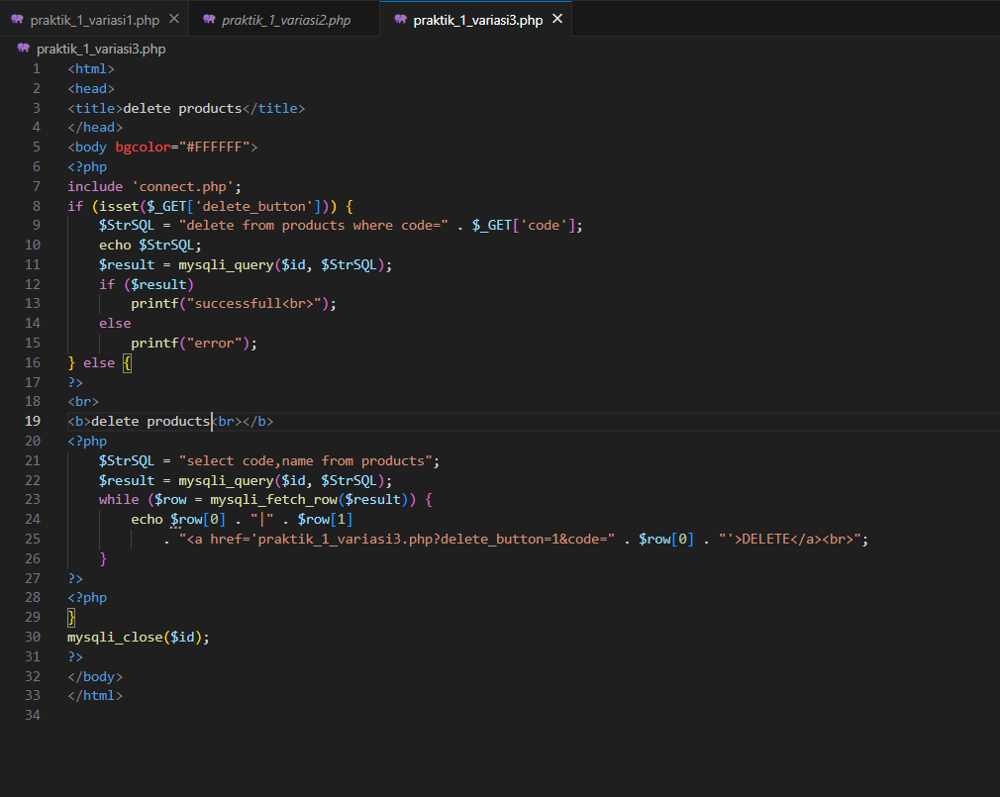 praktik_1_variasi1.php × praktik_1_variasi2.php praktik_1_variasi3.php ×
praktik_1_variasi3.php
1 <html>
2 <head>
3 <title>delete products</title>
4 </head>
5 <body bgcolor="#FFFFFF">
6 <?php
7 include 'connect.php';
8 if (isset($_GET['delete_button'])) {
9     $StrSQL = "delete from products where code=" . $_GET['code'];
10     echo $StrSQL;
11     $result = mysqli_query($id, $StrSQL);
12     if ($result)
13         printf("successfull<br>");
14     else
15         printf("error");
16 } else {
17 ?>
18 <br>
19 <b>delete products<br></b>
20 <?php
21     $StrSQL = "select code,name from products";
22     $result = mysqli_query($id, $StrSQL);
23     while ($row = mysqli_fetch_row($result)) {
24         echo $row[0] . "|" . $row[1]
25             . "<a href='praktik_1_variasi3.php?delete_button=1&code=" . $row[0] . "'>DELETE</a><br>";
26     }
27 ?>
28 <?php
29 }
30 mysqli_close($id);
31 ?>
32 </body>
33 </html>
34